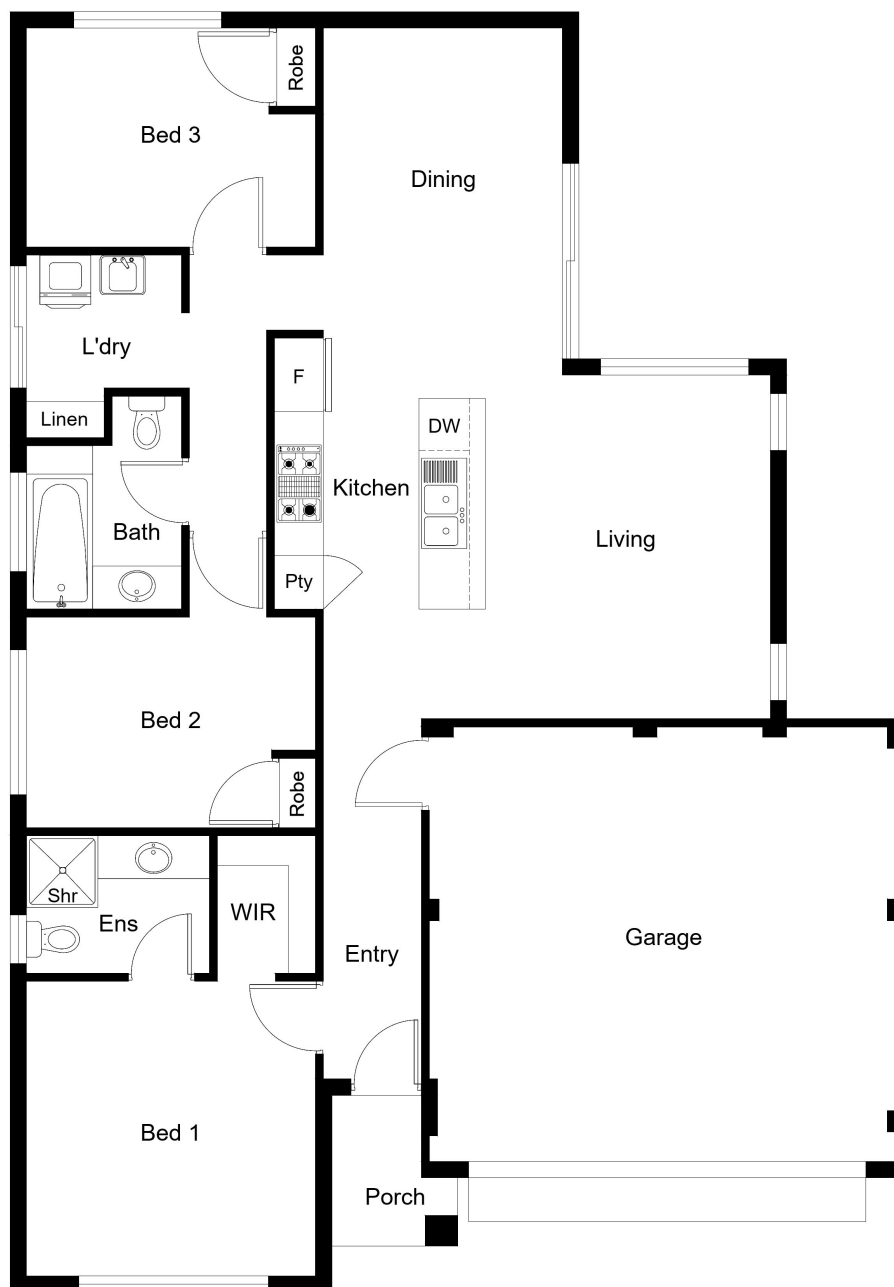 Robe
Bed 3
Dining
L'dry
F
Linen
DW
Kitchen
Bath
Living
Pty
Bed 2
Robe
Shr
Ens
WIR
Entry
Garage
Bed 1
Porch